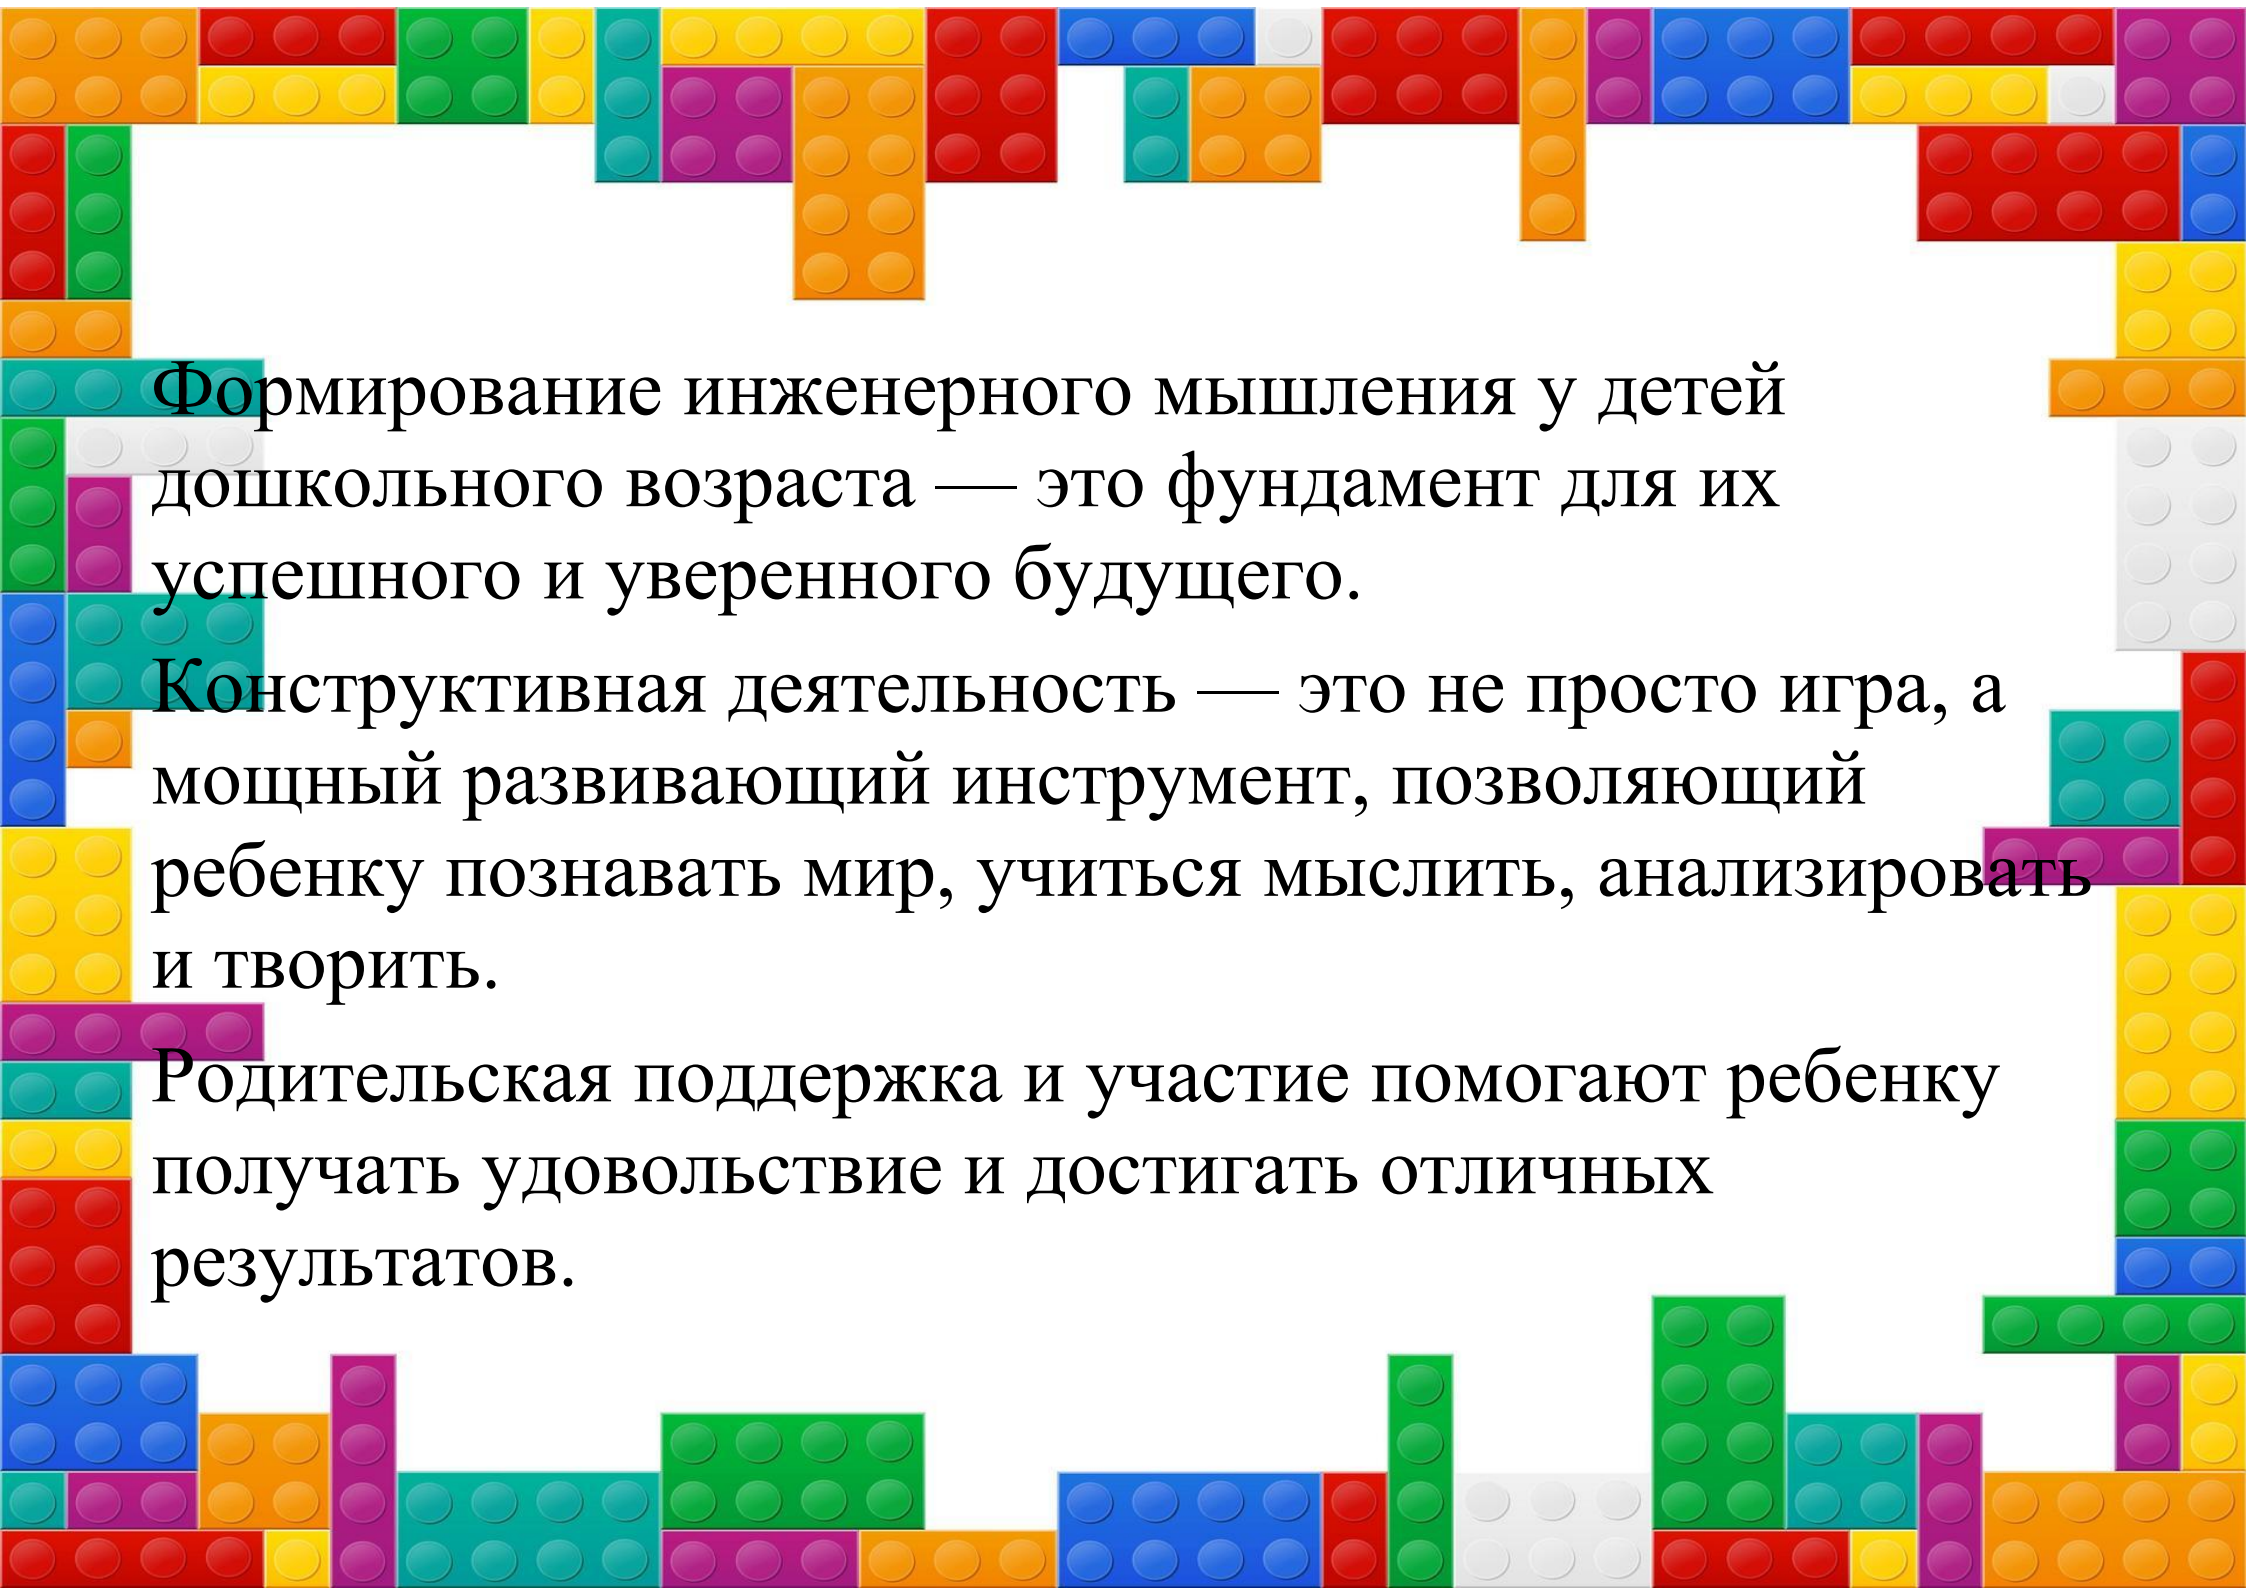 Формирование инженерного мышления у детей
дошкольного возраста — это фундамент для их
успешного и уверенного будущего.
Конструктивная деятельность — это не просто игра, а
мощный развивающий инструмент, позволяющий
ребенку познавать мир, учиться мыслить, анализировать
и творить.
Родительская поддержка и участие помогают ребенку
получать удовольствие и достигать отличных
результатов.